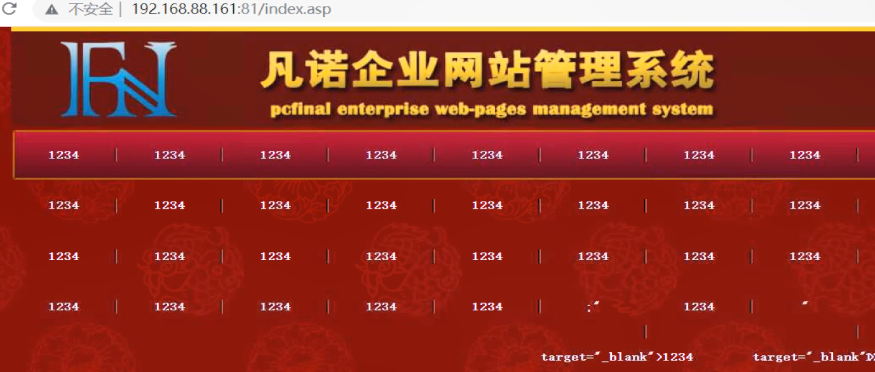 不安全 | 192.168.88.161:81/index.asp
FN
凡诺企业网站管理系统
pcfinal enterprise web-pages management system
1234 | 1234 | 1234 | 1234 | 1234 | 1234 | 1234 | 1234 |
1234 | 1234 | 1234 | 1234 | 1234 | 1234 | 1234 | 1234 |
1234 | 1234 | 1234 | 1234 | 1234 | 1234 | 1234 | 1234 |
1234 | 1234 | 1234 | 1234 | 1234 | :" 1234 | "
| |
target="_blank">1234 target="_blank"